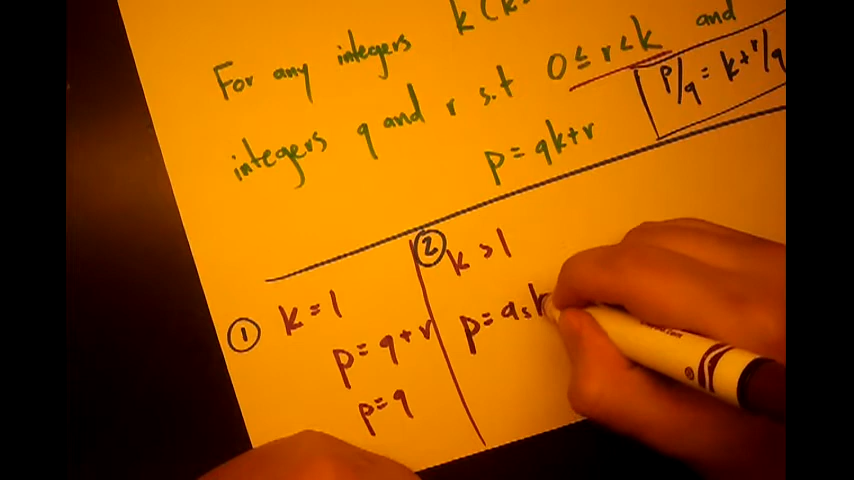 For any integers k (k
integers q and r s.t 0 ≤ r < k and
p = qk+r
P/q = k+r/q
① k = 1
p = q + r
p = q
② k > 1
p = q s k